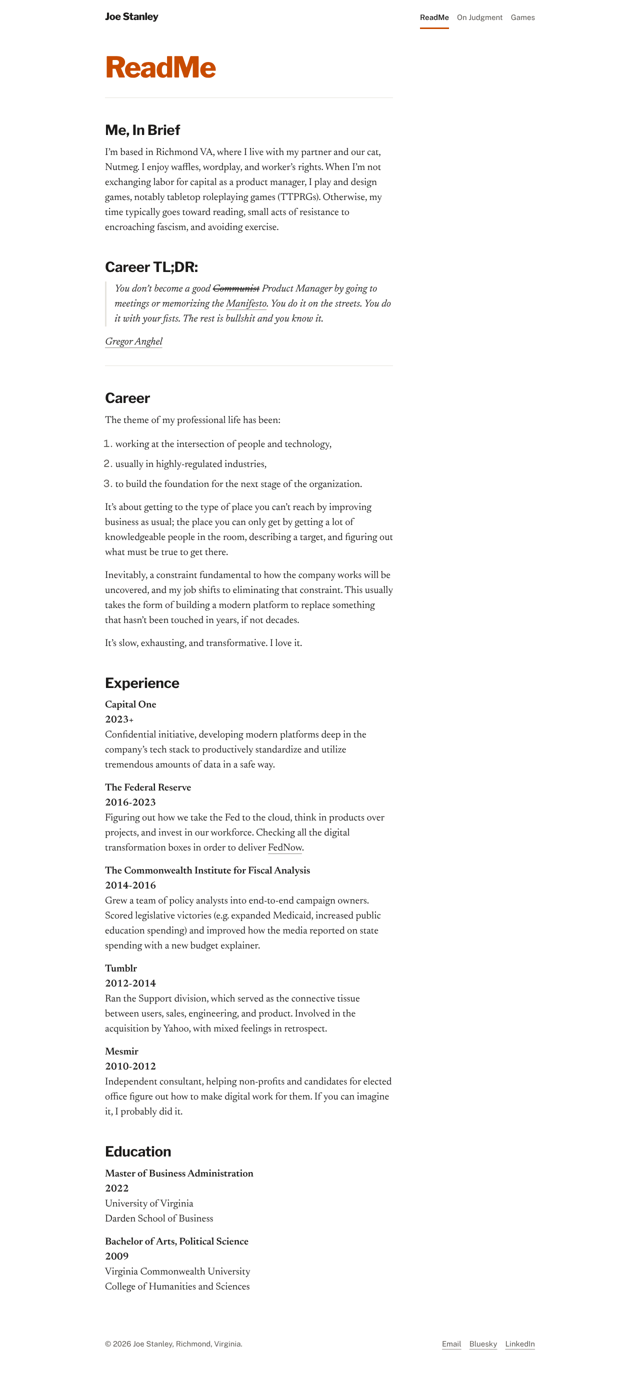 Joe Stanley
ReadMe On Judgment Games
ReadMe
Me, In Brief
I'm based in Richmond VA, where I live with my partner and our cat,
Nutmeg. I enjoy waffles, wordplay, and worker's rights. When I'm not
exchanging labor for capital as a product manager, I play and design
games, notably tabletop roleplaying games (TTPRGs). Otherwise, my
time typically goes toward reading, small acts of resistance to
encroaching fascism, and avoiding exercise.
Career TL;DR:
You don't become a good Communist Product Manager by going to
meetings or memorizing the Manifesto. You do it on the streets. You do
it with your fists. The rest is bullshit and you know it.
Gregor Anghel
Career
The theme of my professional life has been:
1. working at the intersection of people and technology,
2. usually in highly-regulated industries,
3. to build the foundation for the next stage of the organization.
It's about getting to the type of place you can't reach by improving
business as usual; the place you can only get by getting a lot of
knowledgeable people in the room, describing a target, and figuring out
what must be true to get there.
Inevitably, a constraint fundamental to how the company works will be
uncovered, and my job shifts to eliminating that constraint. This usually
takes the form of building a modern platform to replace something
that hasn't been touched in years, if not decades.
It's slow, exhausting, and transformative. I love it.
Experience
Capital One
2023+
Confidential initiative, developing modern platforms deep in the
company's tech stack to productively standardize and utilize
tremendous amounts of data in a safe way.
The Federal Reserve
2016-2023
Figuring out how we take the Fed to the cloud, think in products over
projects, and invest in our workforce. Checking all the digital
transformation boxes in order to deliver FedNow.
The Commonwealth Institute for Fiscal Analysis
2014-2016
Grew a team of policy analysts into end-to-end campaign owners.
Scored legislative victories (e.g. expanded Medicaid, increased public
education spending) and improved how the media reported on state
spending with a new budget explainer.
Tumblr
2012-2014
Ran the Support division, which served as the connective tissue
between users, sales, engineering, and product. Involved in the
acquisition by Yahoo, with mixed feelings in retrospect.
Mesmir
2010-2012
Independent consultant, helping non-profits and candidates for elected
office figure out how to make digital work for them. If you can imagine
it, I probably did it.
Education
Master of Business Administration
2022
University of Virginia
Darden School of Business
Bachelor of Arts, Political Science
2009
Virginia Commonwealth University
College of Humanities and Sciences
© 2026 Joe Stanley, Richmond, Virginia.
Email Bluesky LinkedIn